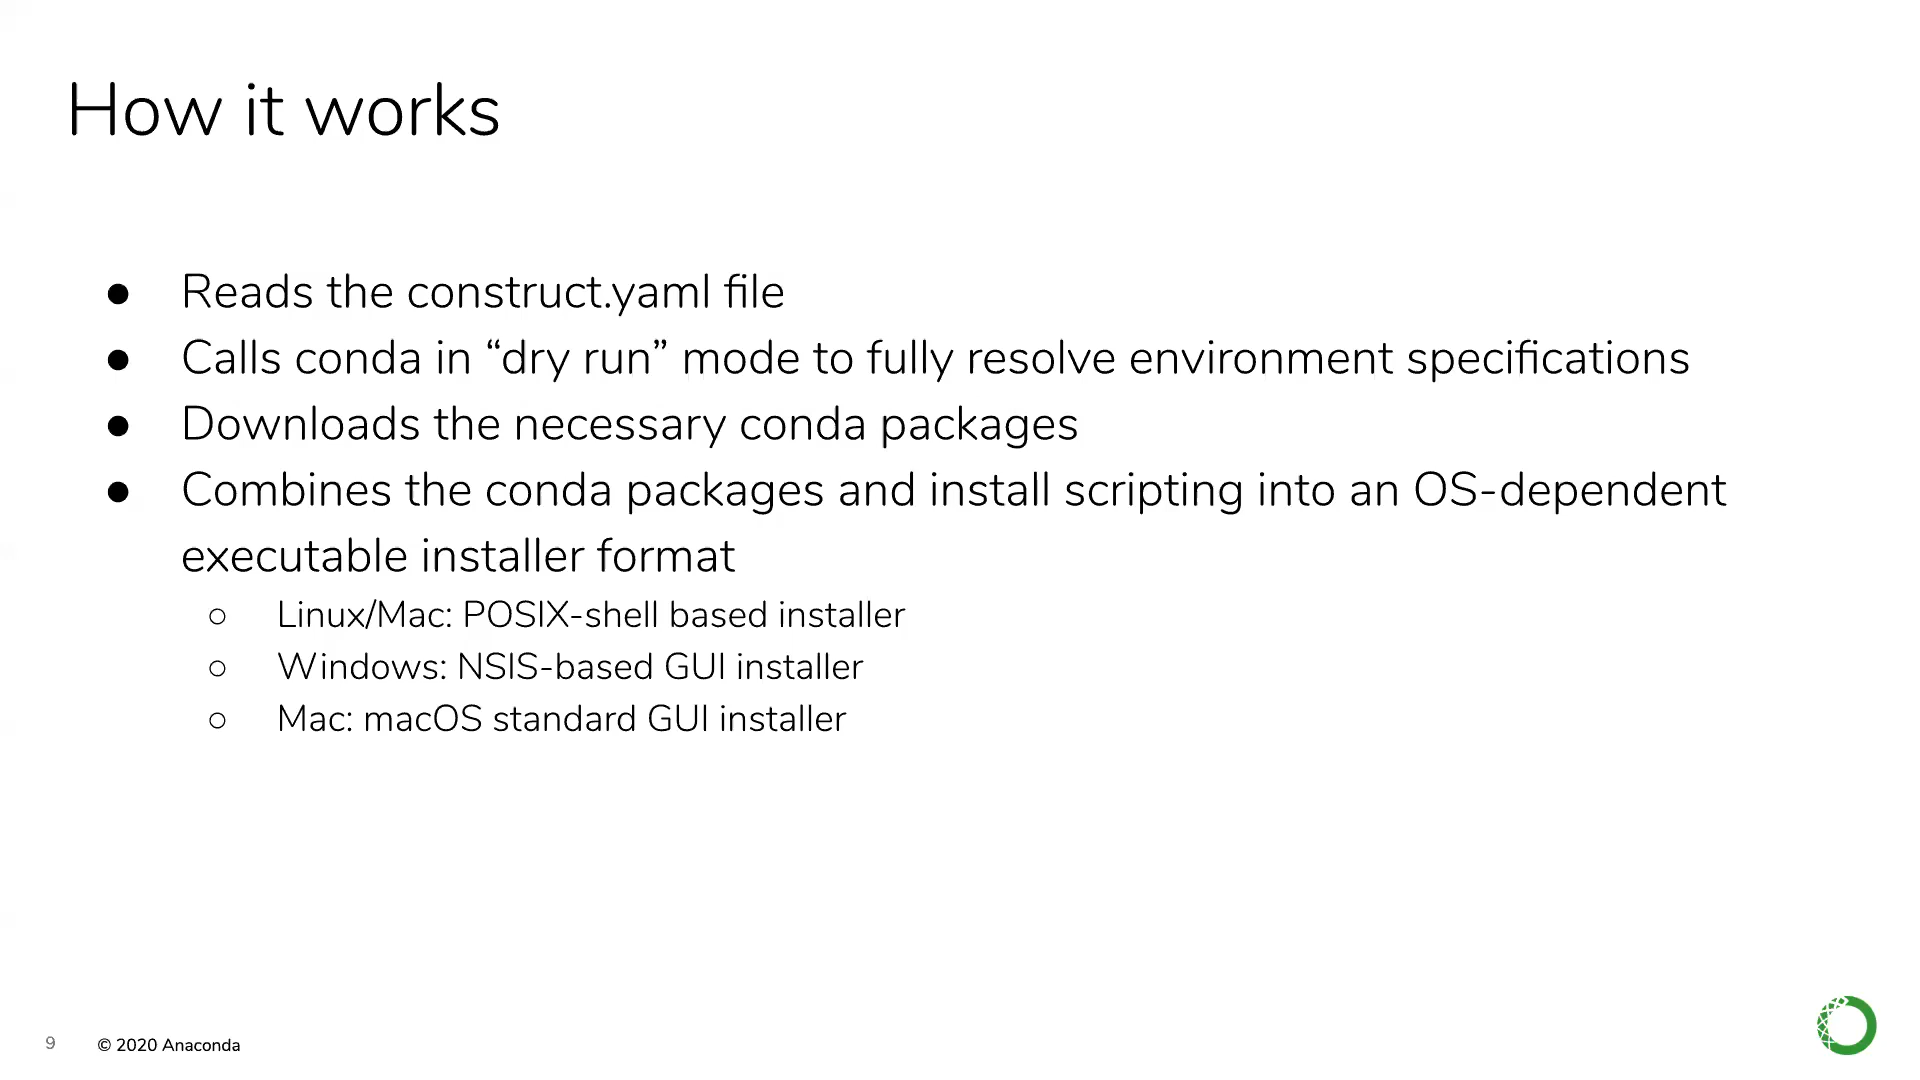 How it works
● Reads the construct.yaml file
● Calls conda in “dry run” mode to fully resolve environment specifications
● Downloads the necessary conda packages
● Combines the conda packages and install scripting into an OS-dependent
executable installer format
○ Linux/Mac: POSIX-shell based installer
○ Windows: NSIS-based GUI installer
○ Mac: macOS standard GUI installer
9 © 2020 Anaconda